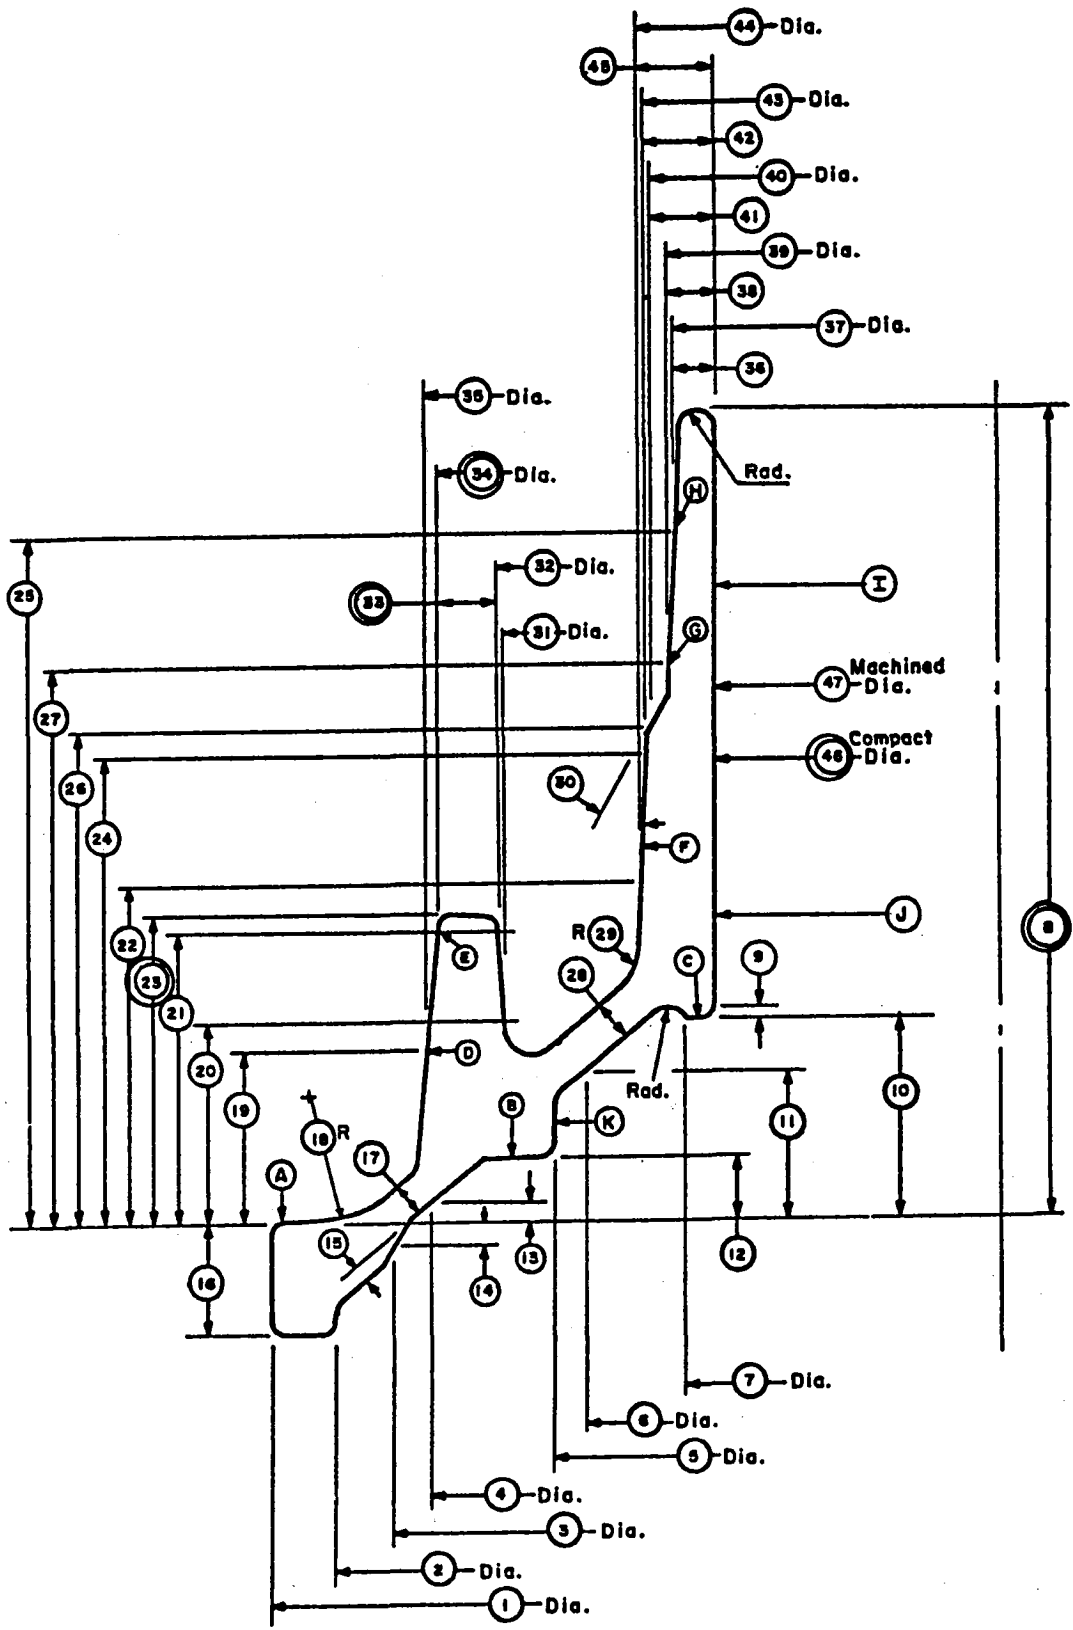 44 Dia.
45
43 Dia.
42
40 Dia.
41
39 Dia.
38
37 Dia.
36
35 Dia.
34 Dia.
Rad.
H
32 Dia.
25
33
I
31 Dia.
G
47 Machined
Dia.
27
Compact
46 Dia.
26
30
24
F
J
8
R 29
22
E
C
9
23
28
21
D
20
Rad.
10
19
B
11
K
18 R
17
A
15
12
13
16
14
7 Dia.
6 Dia.
5 Dia.
4 Dia.
3 Dia.
2 Dia.
1 Dia.